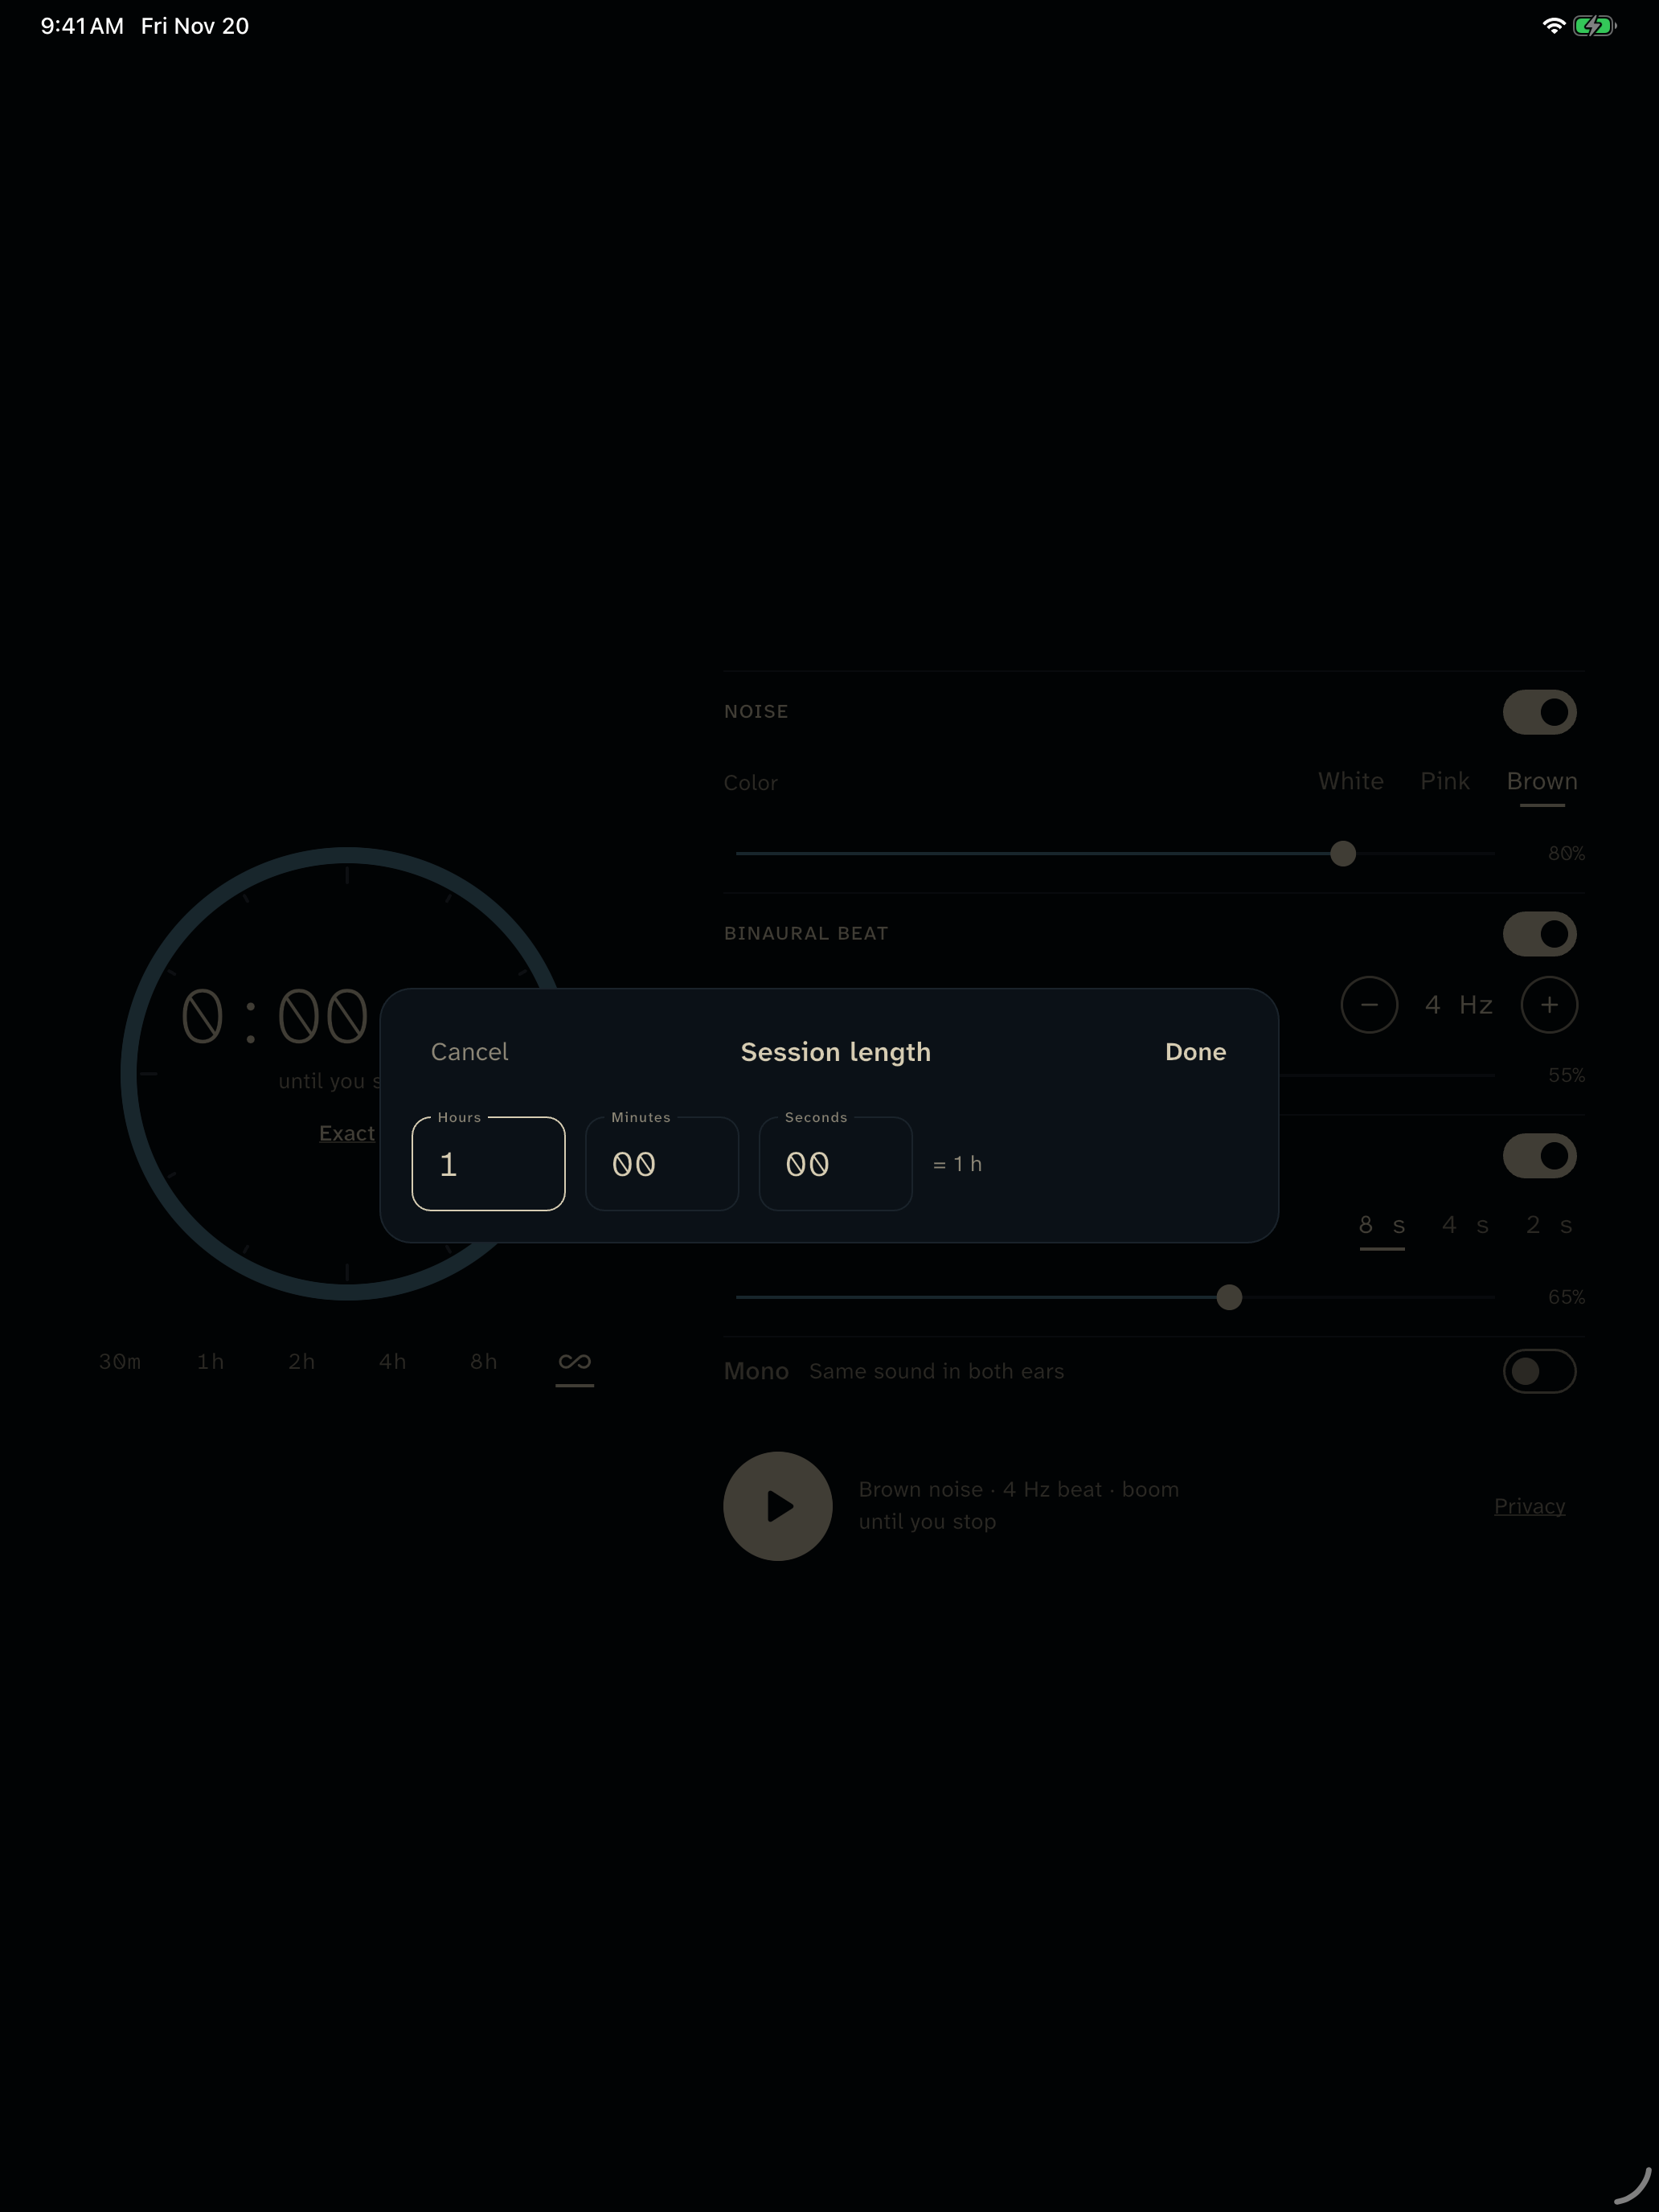 9:41 AM Fri Nov 20
NOISE
Color White Pink Brown
80%
BINAURAL BEAT
0:00
4 Hz
until you s
55%
Exact
Cancel Session length Done
Hours Minutes Seconds
1 00 00 = 1 h
8 s 4 s 2 s
65%
30m 1h 2h 4h 8h ∞
Mono Same sound in both ears
Brown noise · 4 Hz beat · boom
until you stop
Privacy